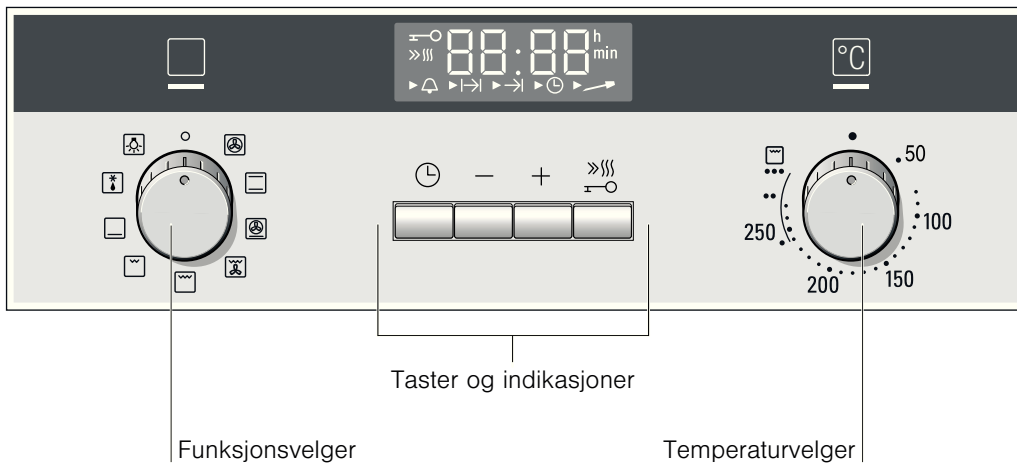 88:88 h
min
°C
50
100
150
200
250
− +
Taster og indikasjoner
Funksjonsvelger
Temperaturvelger